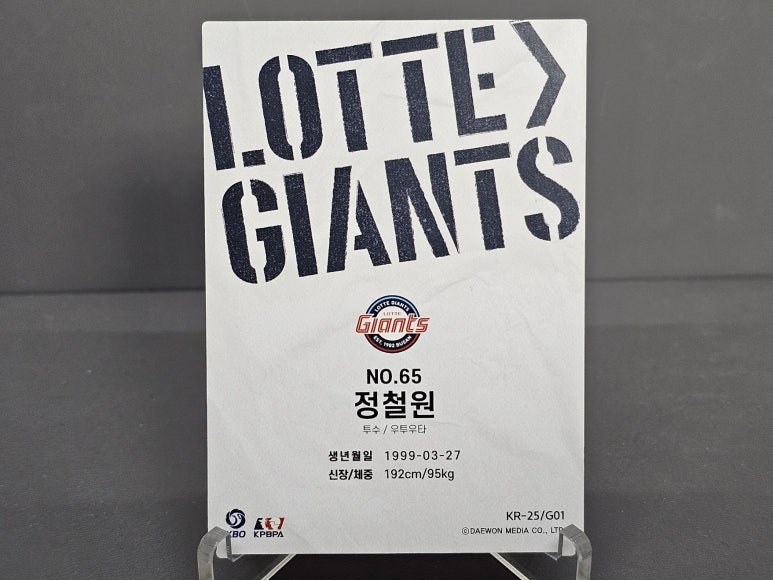 LOTTE>
GIANTS
LOTTE GIANTS
LOTTE
Giants
EST. 1982 BUSAN
NO.65
정철원
투수 / 우투우타
생년월일 1999-03-27
신장/체중 192cm/95kg
KBO KPBPA
KR-25/G01
©DAEWON MEDIA CO., LTD